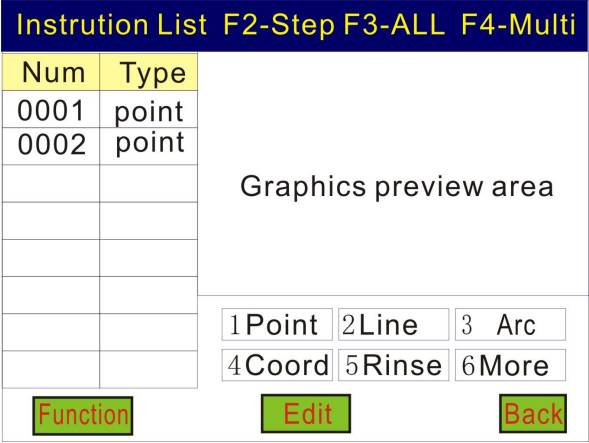 Instrution List F2-Step F3-ALL F4-Multi
Num Type
0001 point
0002 point
Graphics preview area
1Point 2Line 3 Arc
4Coord 5Rinse 6More
Function Edit Back